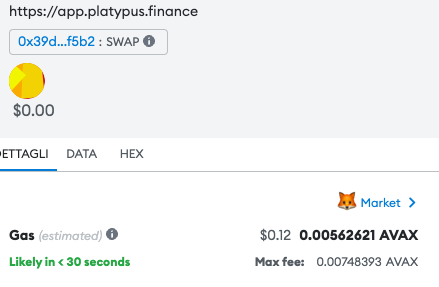 https://app.platypus.finance
0x39d...f5b2 : SWAP
$0.00
DETTAGLI DATA HEX
Market >
Gas (estimated) $0.12 0.00562621 AVAX
Likely in < 30 seconds Max fee: 0.00748393 AVAX